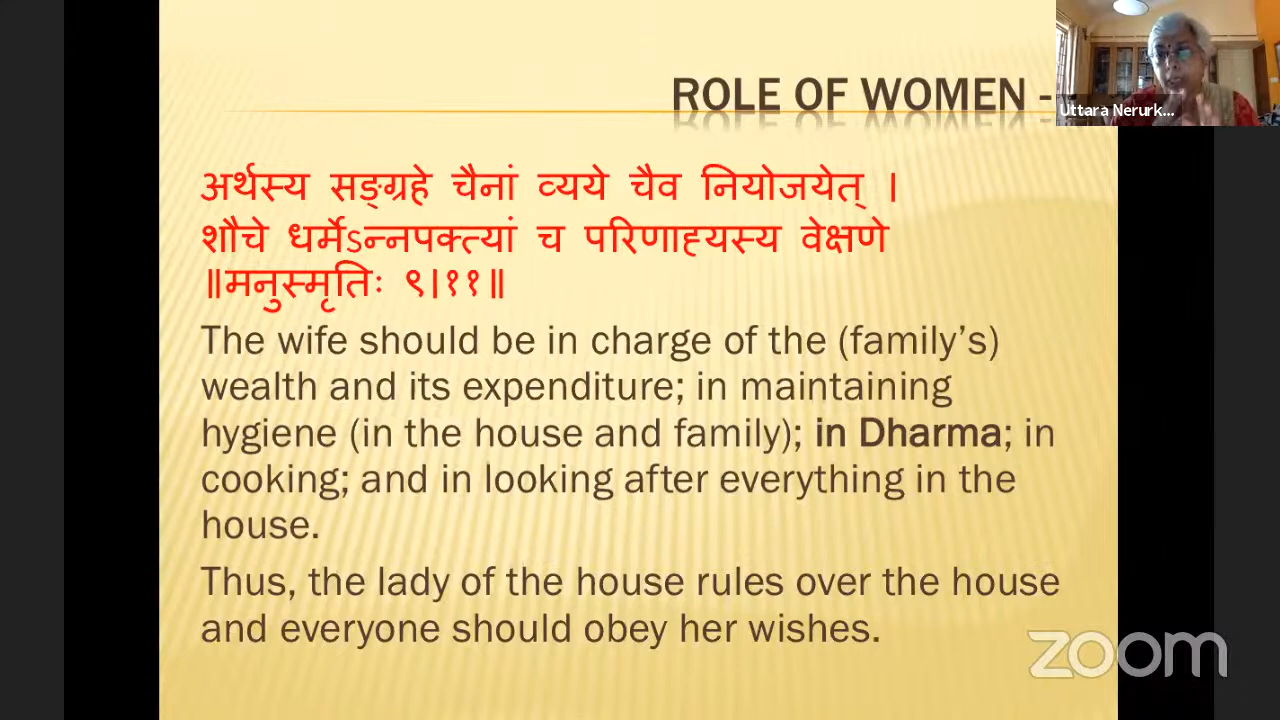 ROLE OF WOMEN -
Uttara Nerurk...
अर्थस्य सङ्ग्रहे चैनां व्यये चैव नियोजयेत् ।
शौचे धर्मेऽन्नपक्त्यां च परिणाह्यस्य वेक्षणे
॥मनुस्मृतिः ९।११॥
The wife should be in charge of the (family’s)
wealth and its expenditure; in maintaining
hygiene (in the house and family); in Dharma; in
cooking; and in looking after everything in the
house.
Thus, the lady of the house rules over the house
and everyone should obey her wishes.
zoom